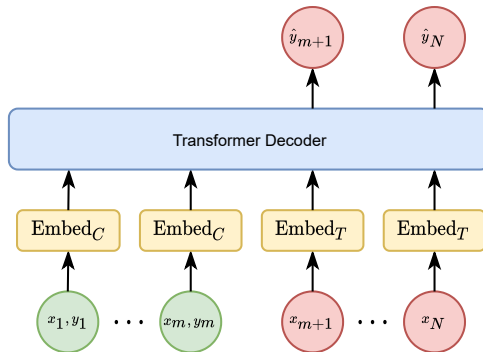 ŷ_{m+1} ŷ_N
Transformer Decoder
Embed_C Embed_C Embed_T Embed_T
x_1, y_1 ··· x_m, y_m x_{m+1} ··· x_N